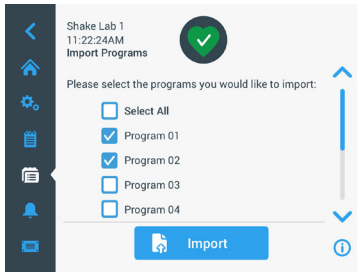 Shake Lab 1
11:22:24AM
Import Programs
Please select the programs you would like to import:
Select All
Program 01
Program 02
Program 03
Program 04
Import